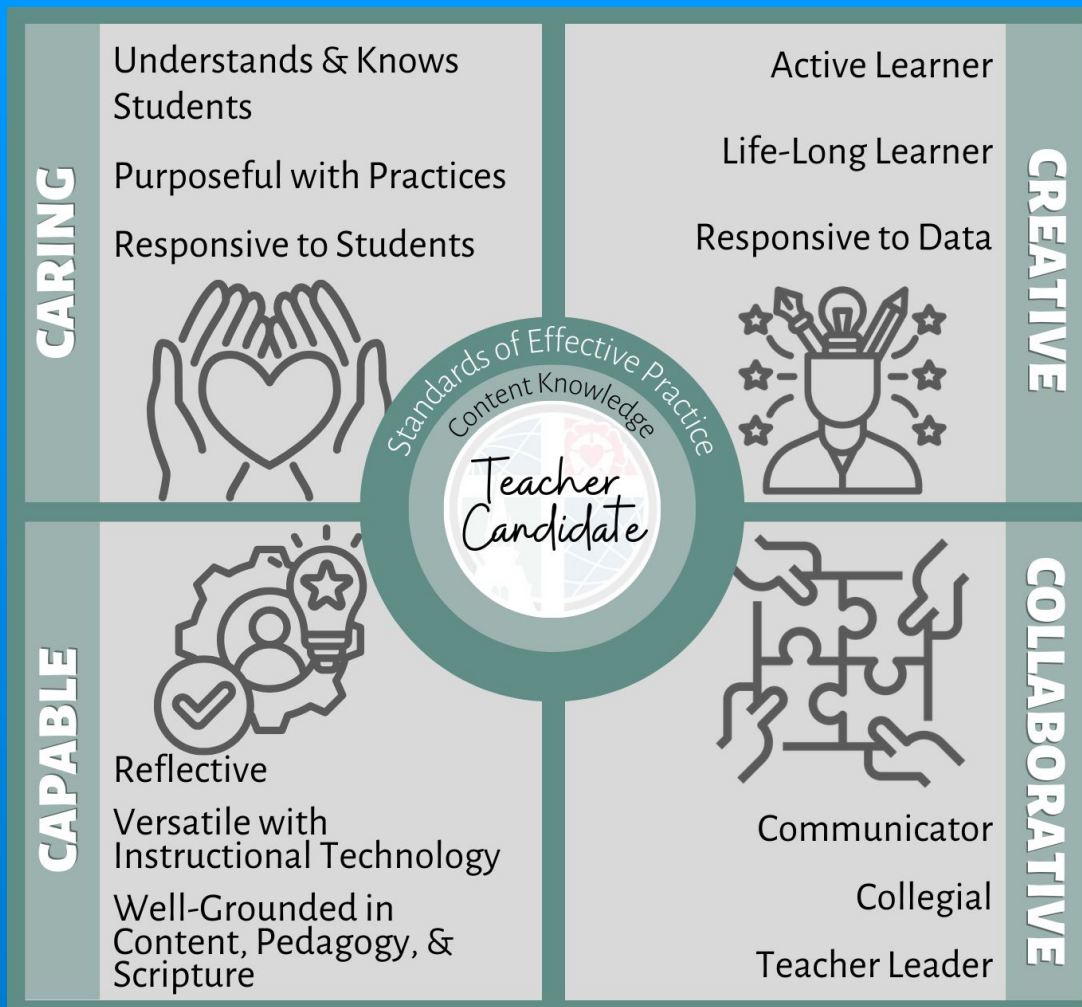 CARING
Understands & Knows
Students
Purposeful with Practices
Responsive to Students
CREATIVE
Active Learner
Life-Long Learner
Responsive to Data
Standards of Effective Practice
Content Knowledge
Teacher
Candidate
CAPABLE
Reflective
Versatile with
Instructional Technology
Well-Grounded in
Content, Pedagogy, &
Scripture
COLLABORATIVE
Communicator
Collegial
Teacher Leader